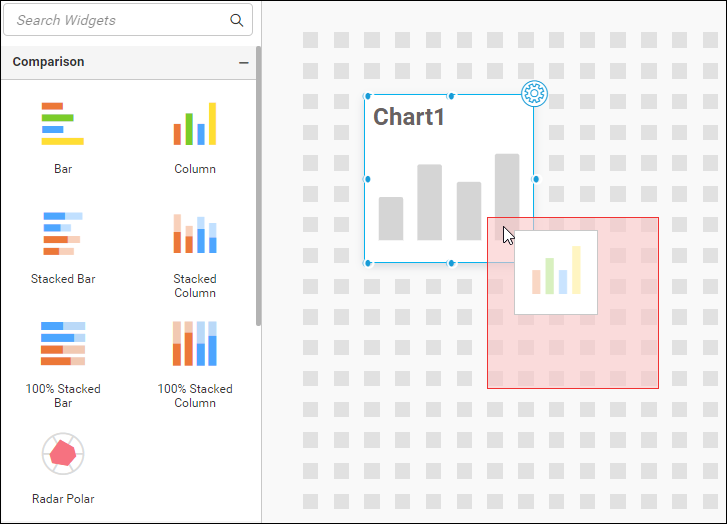 Search Widgets
Comparison
Chart1
Bar
Column
Stacked Bar
Stacked
Column
100% Stacked
Bar
100% Stacked
Column
Radar Polar